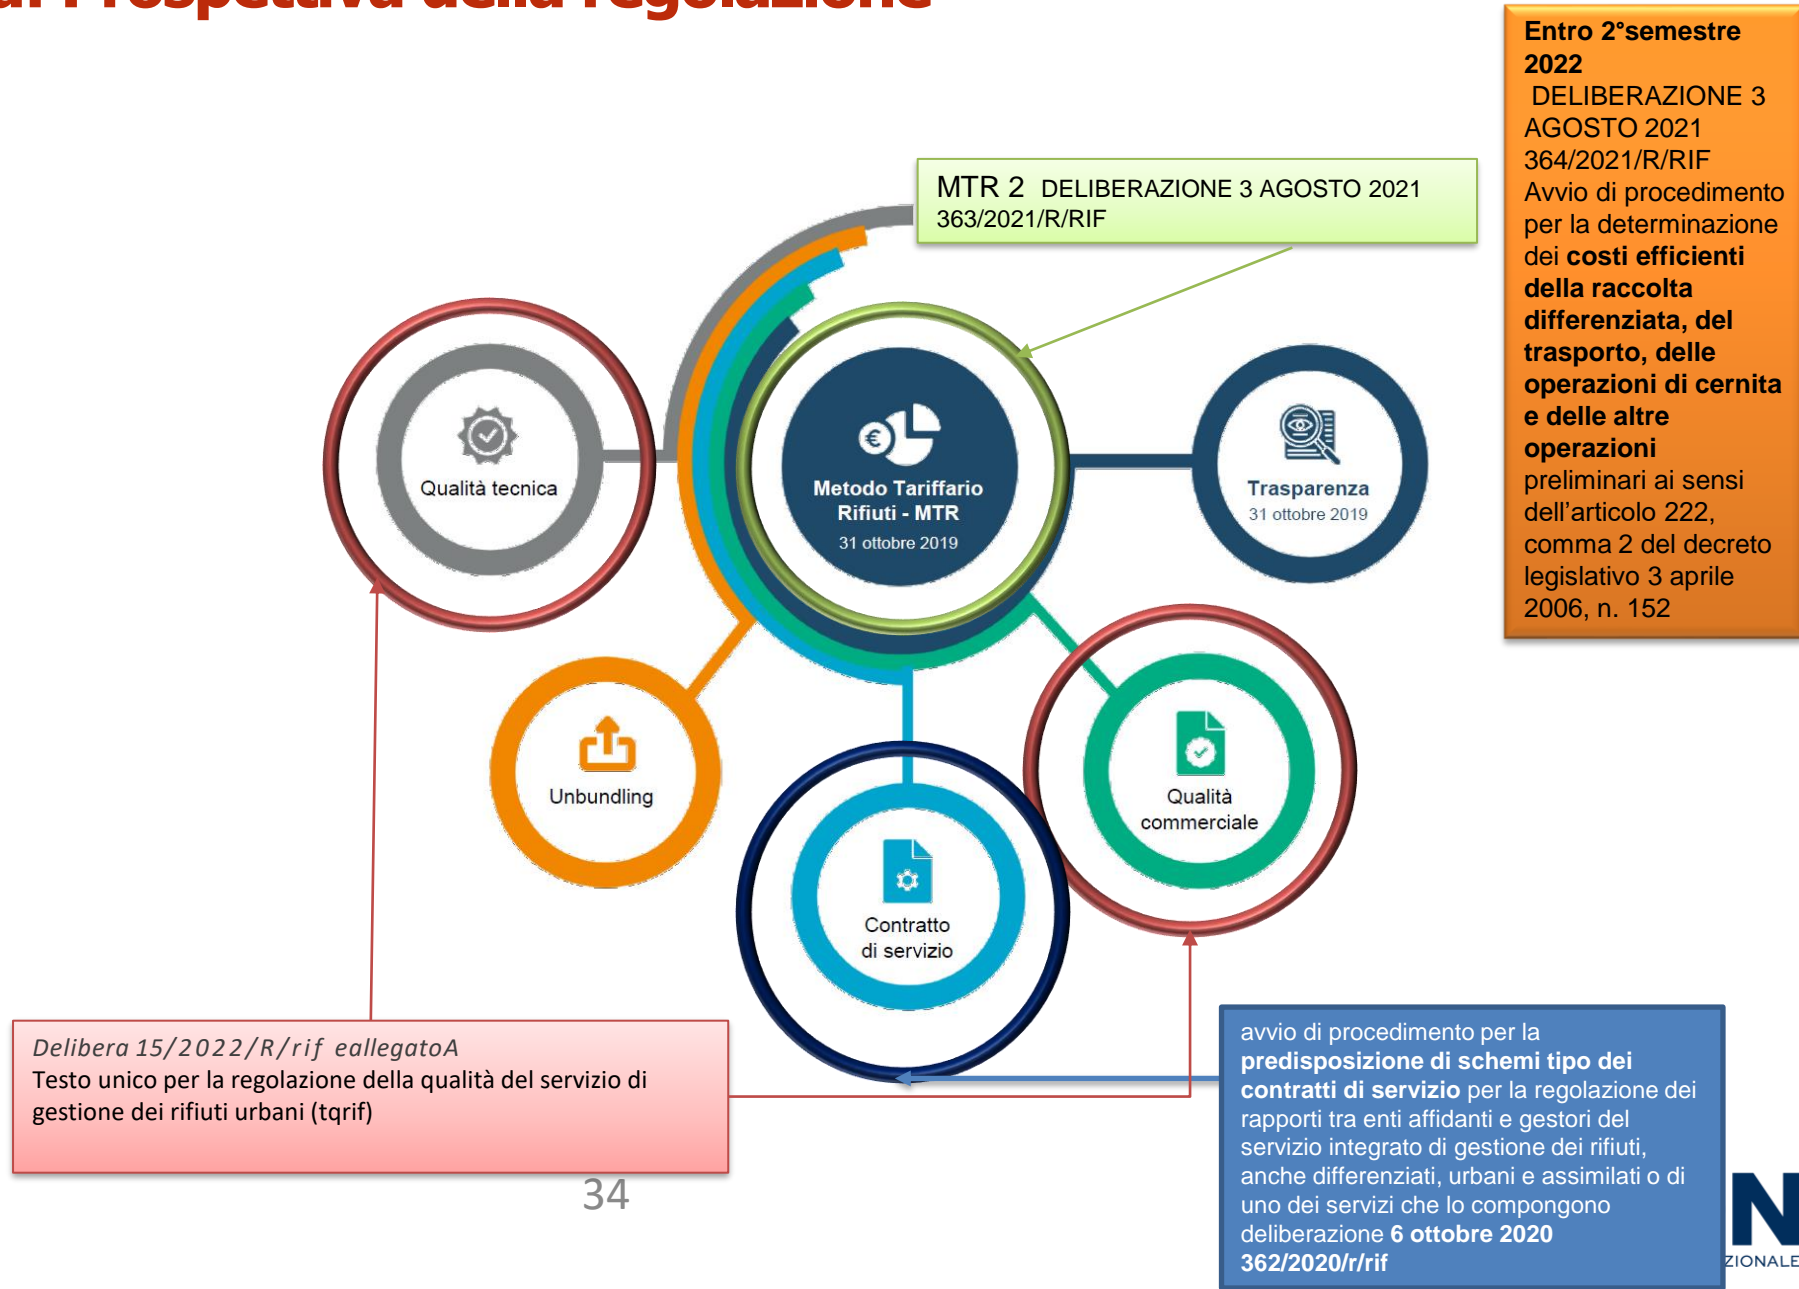 Prospettiva della regolazione
Entro 2°semestre
2022
DELIBERAZIONE 3
AGOSTO 2021
364/2021/R/RIF
Avvio di procedimento
per la determinazione
dei costi efficienti
della raccolta
differenziata, del
trasporto, delle
operazioni di cernita
e delle altre
operazioni
preliminari ai sensi
dell'articolo 222,
comma 2 del decreto
legislativo 3 aprile
2006, n. 152
MTR 2 DELIBERAZIONE 3 AGOSTO 2021
363/2021/R/RIF
Qualità tecnica
€
Metodo Tariffario
Rifiuti - MTR
31 ottobre 2019
Trasparenza
31 ottobre 2019
Unbundling
Contratto
di servizio
Qualità
commerciale
Delibera 15/2022/R/rif eallegatoA
Testo unico per la regolazione della qualità del servizio di
gestione dei rifiuti urbani (tqrif)
avvio di procedimento per la
predisposizione di schemi tipo dei
contratti di servizio per la regolazione dei
rapporti tra enti affidanti e gestori del
servizio integrato di gestione dei rifiuti,
anche differenziati, urbani e assimilati o di
uno dei servizi che lo compongono
deliberazione 6 ottobre 2020
362/2020/r/rif
34
N
ZIONALE